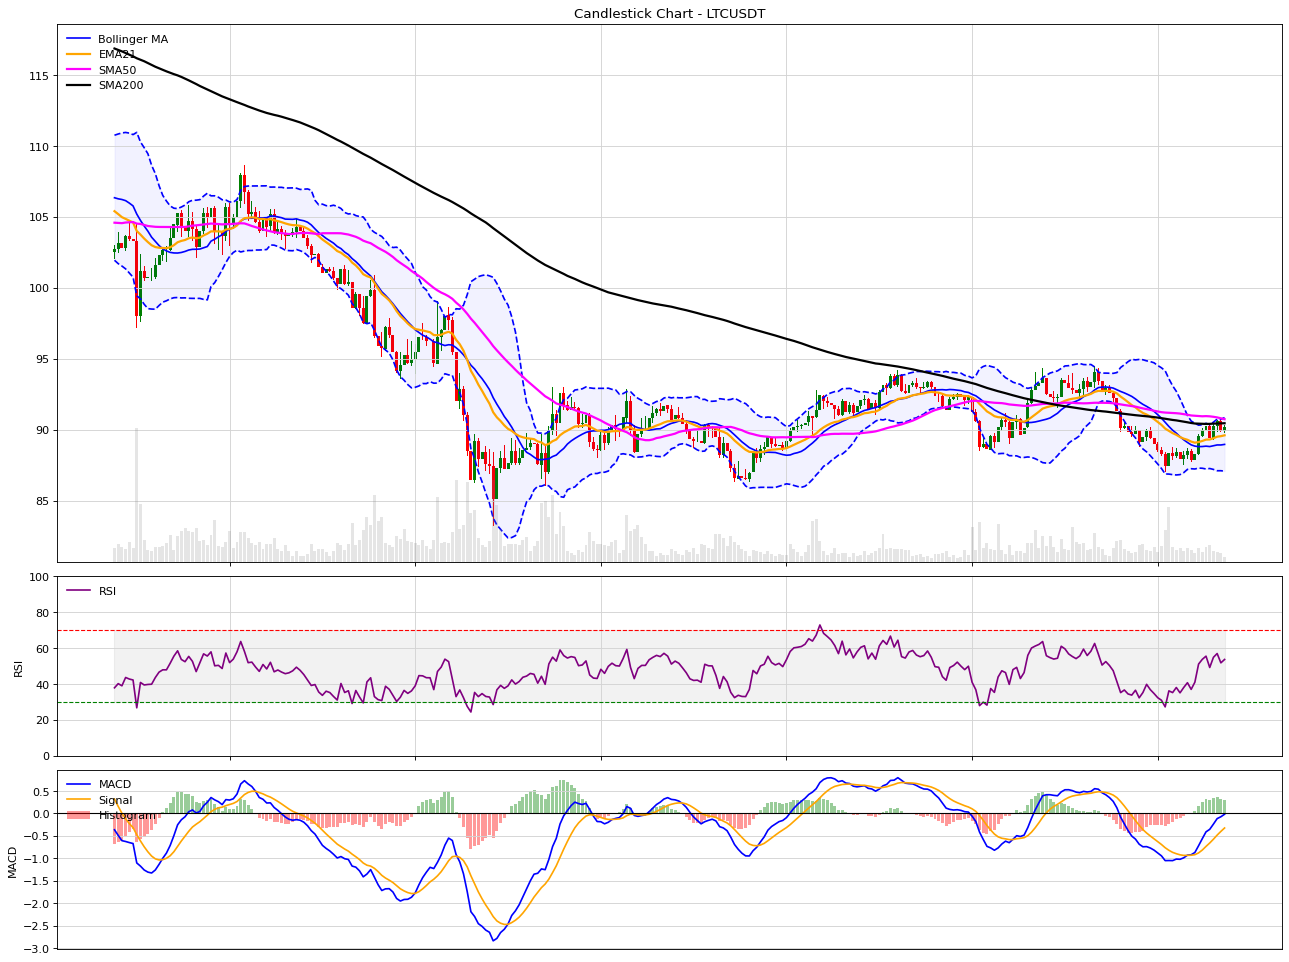 Candlestick Chart - LTCUSDT
Bollinger MA
EMA21
SMA50
SMA200
115
110
105
100
95
90
85
RSI
100
80
60
40
20
0
RSI
MACD
Signal
Histogram
0.5
0.0
−0.5
−1.0
−1.5
−2.0
−2.5
−3.0
MACD